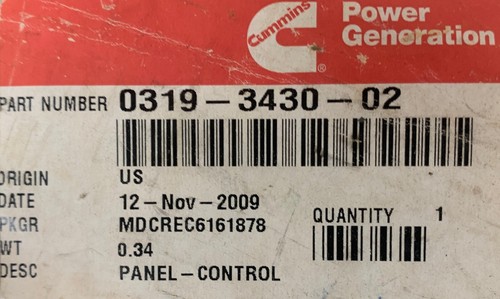 Cummins
Power
Generation
PART NUMBER 0319-3430-02
ORIGIN US
DATE 12-Nov-2009
PKGR MDCREC6161878
QUANTITY 1
WT 0.34
DESC PANEL-CONTROL